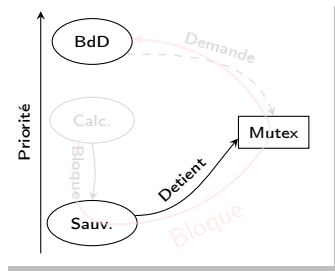 BdD
Demande
Priorité
Calc.
Mutex
Bloque
Detient
Sauv.
Bloque